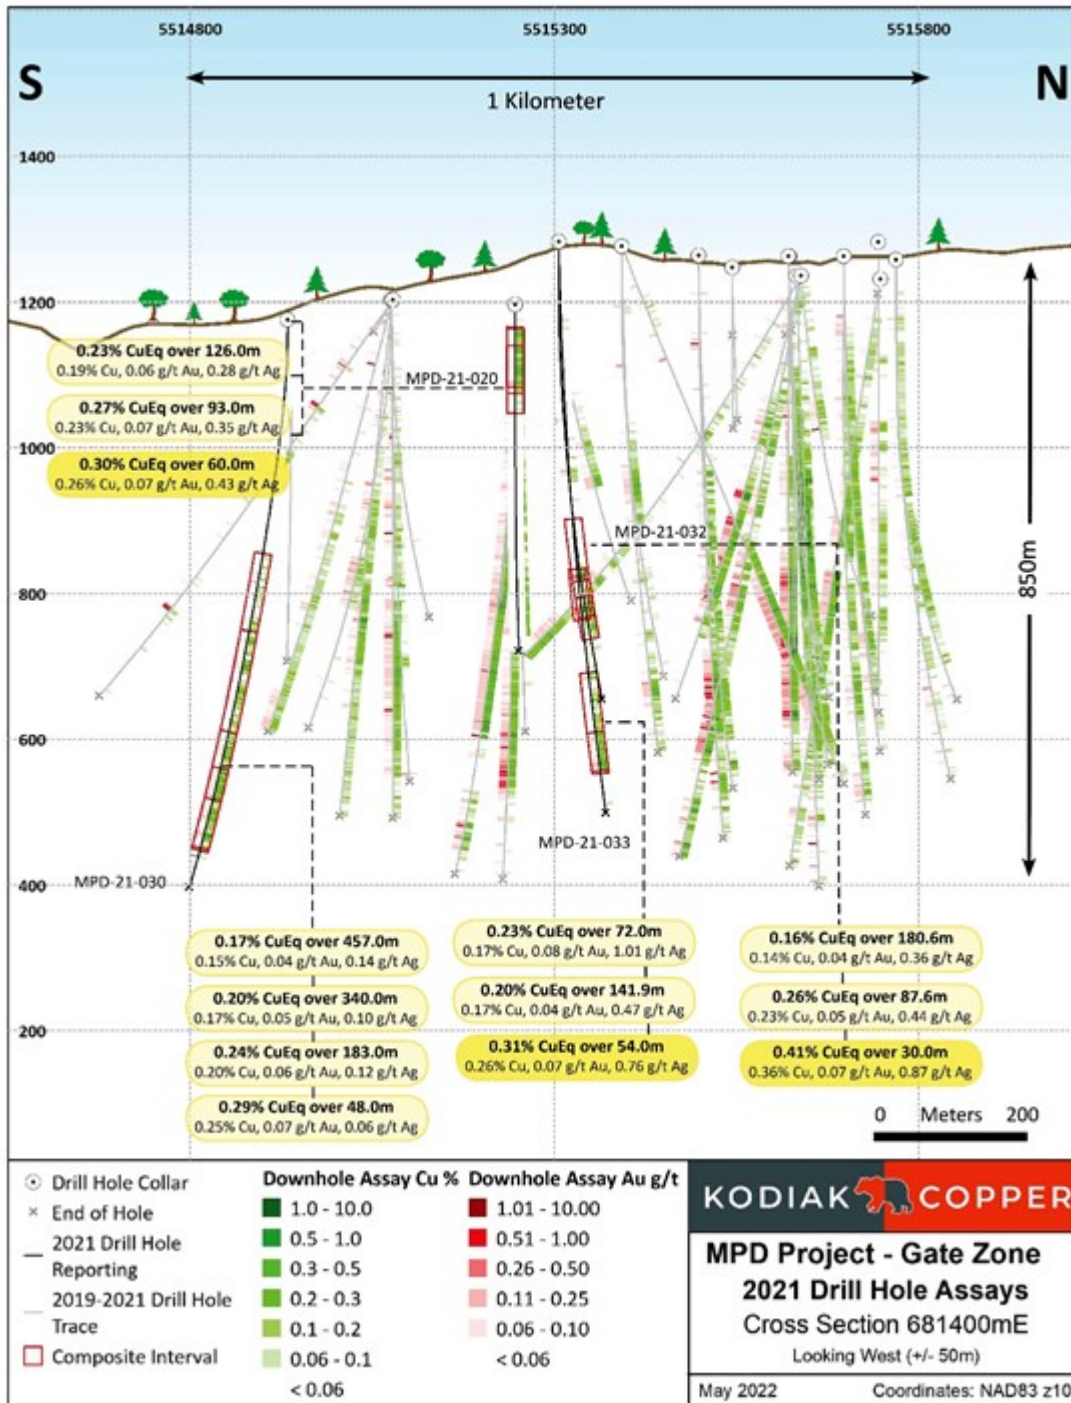 5514800 5515300 5515800
S N
1 Kilometer
1400
1200
0.23% CuEq over 126.0m
0.19% Cu, 0.06 g/t Au, 0.28 g/t Ag
MPD-21-020
0.27% CuEq over 93.0m
0.23% Cu, 0.07 g/t Au, 0.35 g/t Ag
1000
0.30% CuEq over 60.0m
0.26% Cu, 0.07 g/t Au, 0.43 g/t Ag
MPD-21-032
850m
800
600
MPD-21-033
MPD-21-030
400
0.17% CuEq over 457.0m
0.15% Cu, 0.04 g/t Au, 0.14 g/t Ag
0.20% CuEq over 340.0m
0.17% Cu, 0.05 g/t Au, 0.10 g/t Ag
0.24% CuEq over 183.0m
0.20% Cu, 0.06 g/t Au, 0.12 g/t Ag
0.29% CuEq over 48.0m
0.25% Cu, 0.07 g/t Au, 0.06 g/t Ag
0.23% CuEq over 72.0m
0.17% Cu, 0.08 g/t Au, 1.01 g/t Ag
0.20% CuEq over 141.9m
0.17% Cu, 0.04 g/t Au, 0.47 g/t Ag
0.31% CuEq over 54.0m
0.26% Cu, 0.07 g/t Au, 0.76 g/t Ag
0.16% CuEq over 180.6m
0.14% Cu, 0.04 g/t Au, 0.36 g/t Ag
0.26% CuEq over 87.6m
0.23% Cu, 0.05 g/t Au, 0.44 g/t Ag
0.41% CuEq over 30.0m
0.36% Cu, 0.07 g/t Au, 0.87 g/t Ag
200
0 Meters 200
Drill Hole Collar
End of Hole
2021 Drill Hole
Reporting
2019-2021 Drill Hole
Trace
Composite Interval
Downhole Assay Cu %
1.0 - 10.0
0.5 - 1.0
0.3 - 0.5
0.2 - 0.3
0.1 - 0.2
0.06 - 0.1
< 0.06
Downhole Assay Au g/t
1.01 - 10.00
0.51 - 1.00
0.26 - 0.50
0.11 - 0.25
0.06 - 0.10
< 0.06
KODIAK COPPER
MPD Project - Gate Zone
2021 Drill Hole Assays
Cross Section 681400mE
Looking West (+/- 50m)
May 2022 Coordinates: NAD83 z10